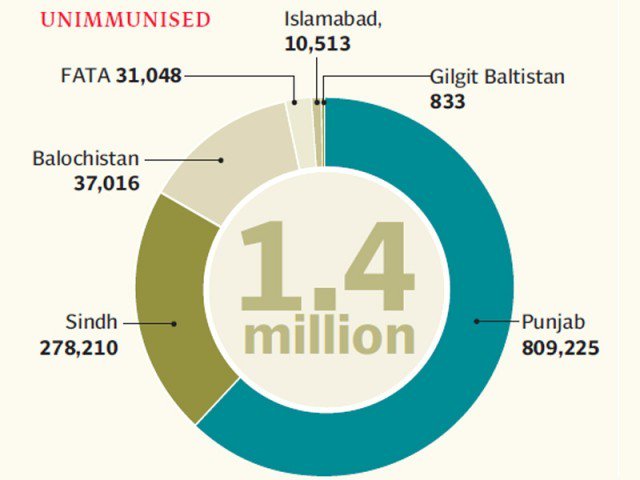 UNIMMUNISED
Islamabad,
10,513
FATA 31,048
Gilgit Baltistan
833
Balochistan
37,016
1.4
million
Sindh
278,210
Punjab
809,225